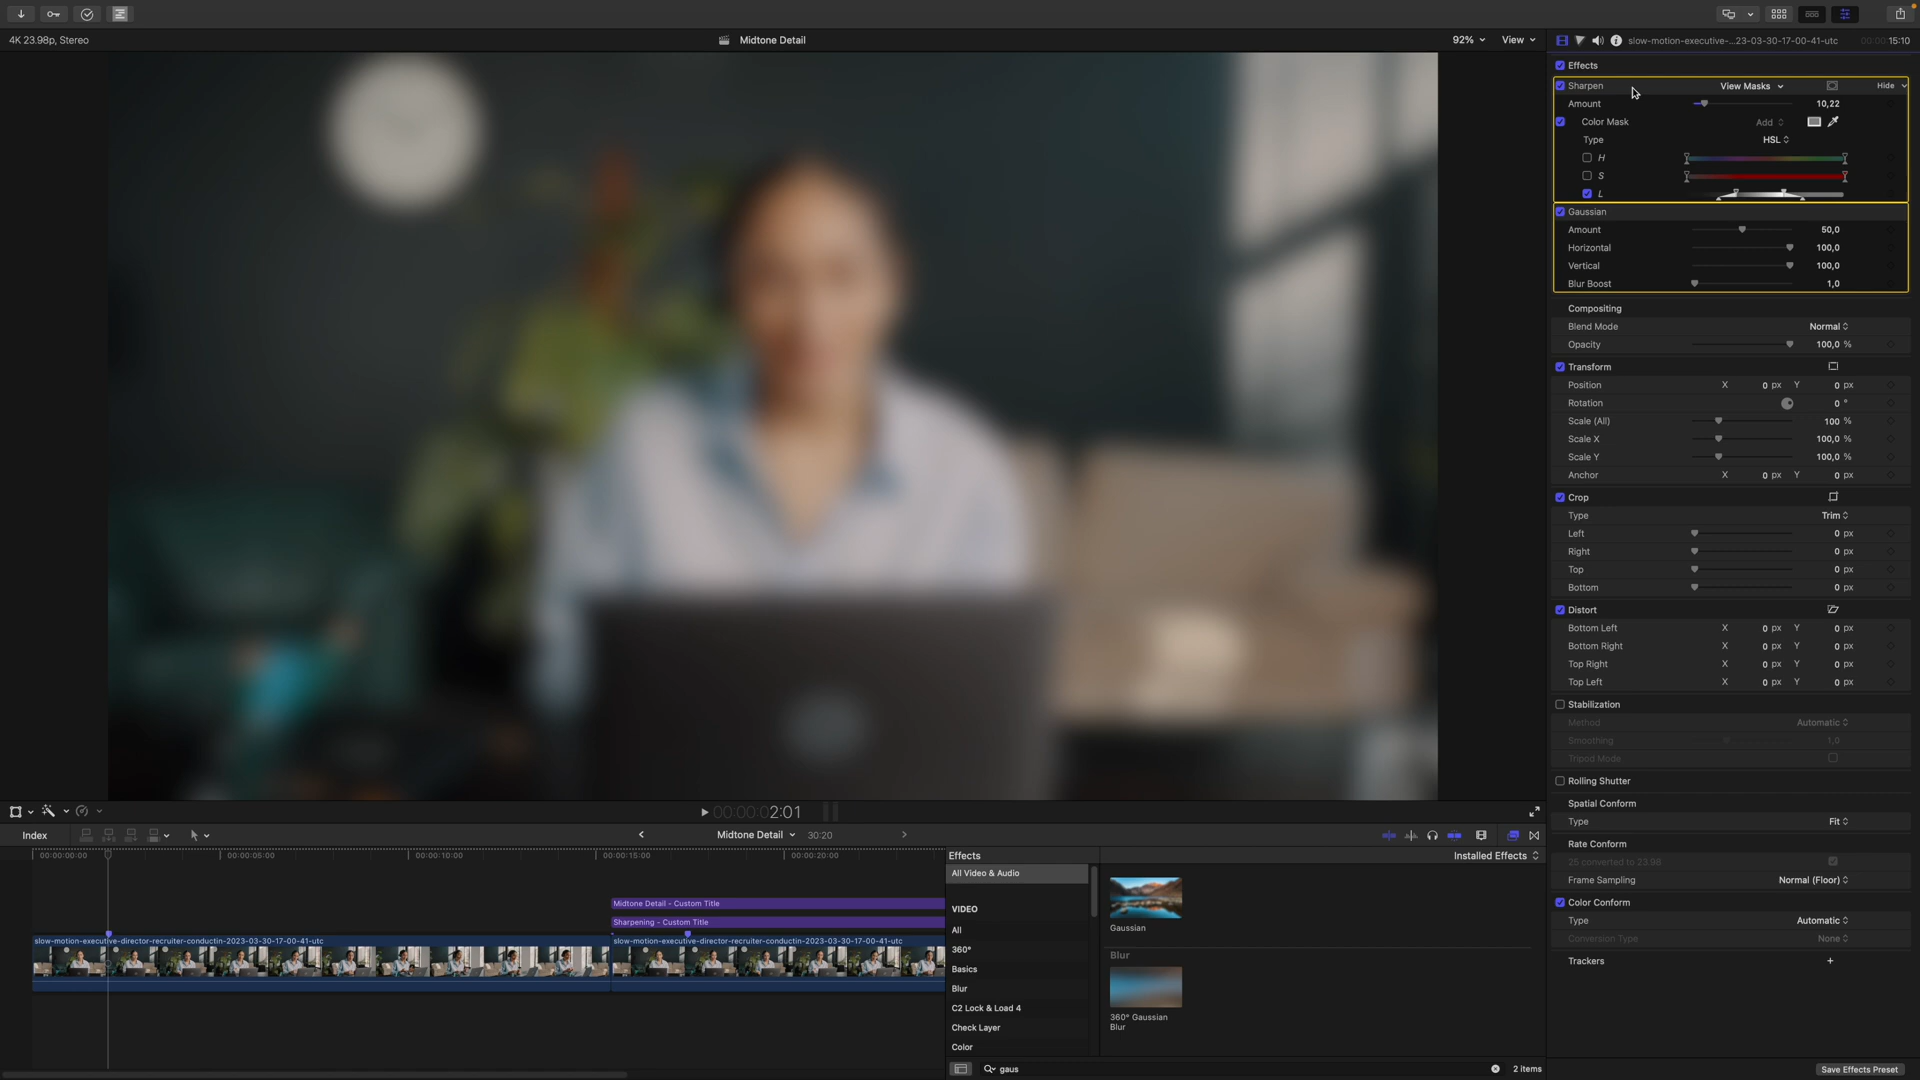 4K 23.98p, Stereo
Midtone Detail
92%
View
slow-motion-executive-...23-03-30-17-00-41-utc
00:00:15:10
Effects
Sharpen
View Masks
Hide
Amount
10,22
Color Mask
Add
Type
HSL
H
S
L
Gaussian
Amount
50,0
Horizontal
100,0
Vertical
100,0
Blur Boost
1,0
Compositing
Blend Mode
Normal
Opacity
100,0 %
Transform
Position
X 0 px Y 0 px
Rotation
0 °
Scale (All)
100 %
Scale X
100,0 %
Scale Y
100,0 %
Anchor
X 0 px Y 0 px
Crop
Type
Trim
Left
0 px
Right
0 px
Top
0 px
Bottom
0 px
Distort
Bottom Left
X 0 px Y 0 px
Bottom Right
X 0 px Y 0 px
Top Right
X 0 px Y 0 px
Top Left
X 0 px Y 0 px
Stabilization
Method
Automatic
Smoothing
1,0
Tripod Mode
Rolling Shutter
Spatial Conform
Type
Fit
Rate Conform
25 converted to 23.98
Frame Sampling
Normal (Floor)
Color Conform
Type
Automatic
Conversion Type
None
Trackers
Save Effects Preset
00:00:02:01
Index
Midtone Detail
30:20
00:00:00:00
00:00:05:00
00:00:10:00
00:00:15:00
00:00:20:00
Midtone Detail - Custom Title
Sharpening - Custom Title
slow-motion-executive-director-recruiter-conductin-2023-03-30-17-00-41-utc
slow-motion-executive-director-recruiter-conductin-2023-03-30-17-00-41-utc
Effects
Installed Effects
All Video & Audio
VIDEO
All
360°
Basics
Blur
C2 Lock & Load 4
Check Layer
Color
Gaussian
Blur
360° Gaussian
Blur
gaus
2 items